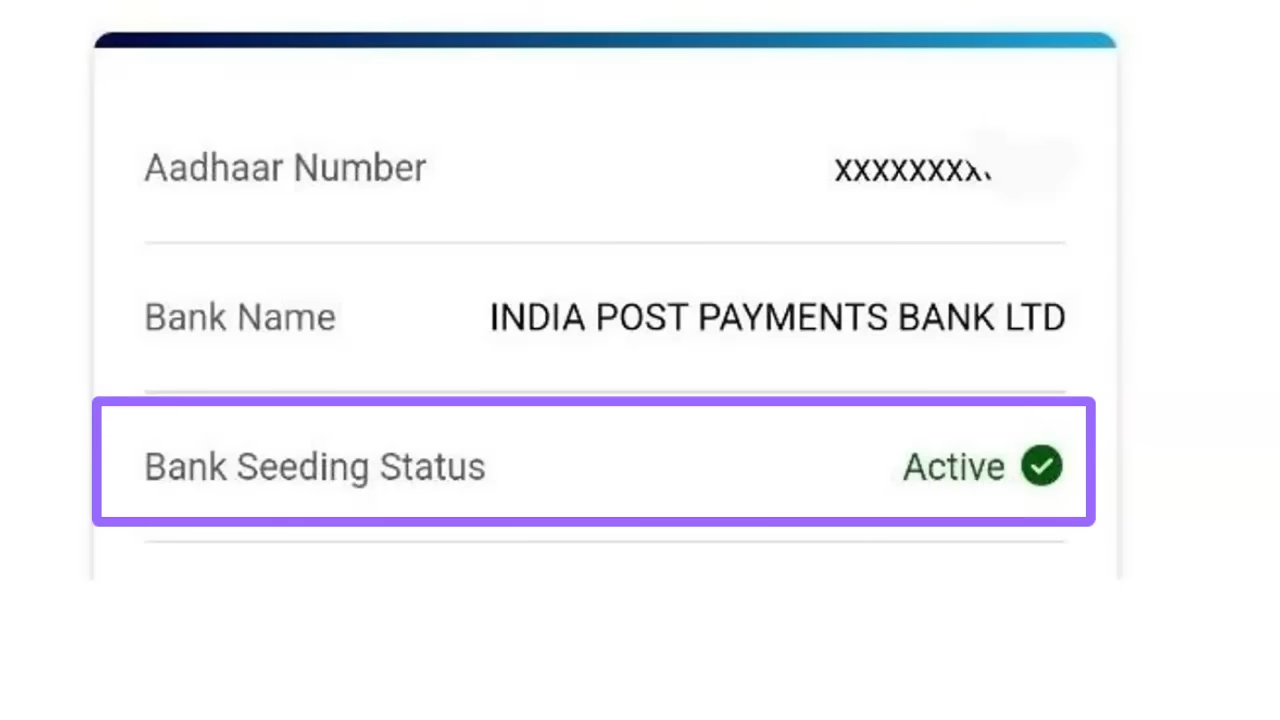 Aadhaar Number xxxxxxxx
Bank Name INDIA POST PAYMENTS BANK LTD
Bank Seeding Status Active